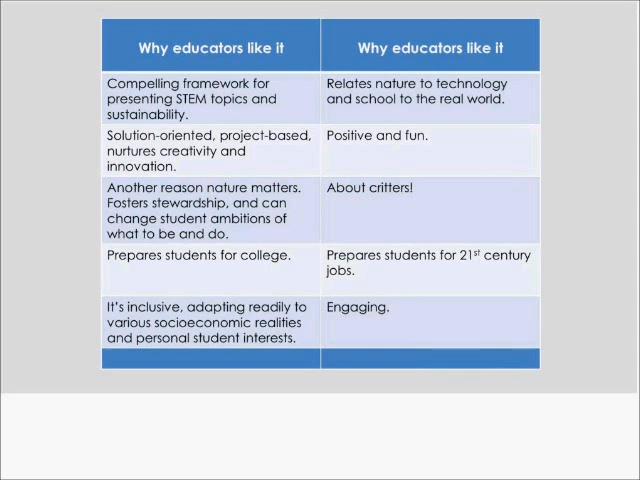 Why educators like it
Why educators like it
Compelling framework for
presenting STEM topics and
sustainability.
Relates nature to technology
and school to the real world.
Solution-oriented, project-based,
nurtures creativity and
innovation.
Positive and fun.
Another reason nature matters.
Fosters stewardship, and can
change student ambitions of
what to be and do.
About critters!
Prepares students for college.
Prepares students for 21st century
jobs.
It's inclusive, adapting readily to
various socioeconomic realities
and personal student interests.
Engaging.